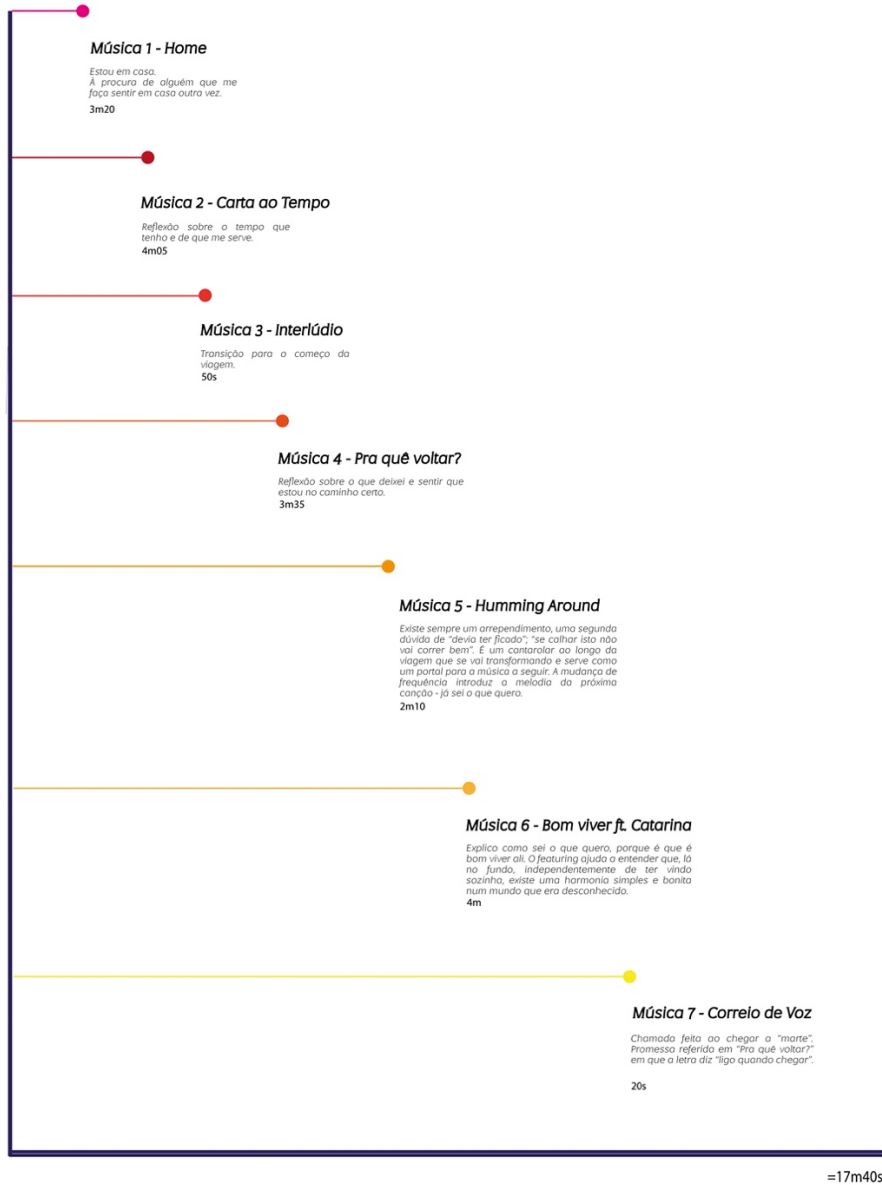 Música 1 - Home
Estou em casa.
À procura de alguém que me
faça sentir em casa outra vez.
3m20
Música 2 - Carta ao Tempo
Reflexão sobre o tempo que
tenho e de que me serve.
4m05
Música 3 - Interlúdio
Transição para o começo da
viagem.
50s
Música 4 - Pra quê voltar?
Reflexão sobre o que deixei e sentir que
estou no caminho certo.
3m35
Música 5 - Humming Around
Existe sempre um arrependimento, uma segunda
dúvida de “devia ter ficado”; “se calhar isto não
vai correr bem”. É um cantarolar ao longo da
viagem que se vai transformando e serve como
um portal para a música a seguir. A mudança de
frequência introduz a melodia da próxima
canção - já sei o que quero.
2m10
Música 6 - Bom viver ft. Catarina
Explico como sei o que quero, porque é que é
bom viver ali. O featuring ajuda a entender que, lá
no fundo, independentemente de ter vindo
sozinha, existe uma harmonia simples e bonita
num mundo que era desconhecido.
4m
Música 7 - Correio de Voz
Chamada feita ao chegar a “marte”.
Promessa referida em “Pra quê voltar?”
em que a letra diz “ligo quando chegar”.
20s
=17m40s